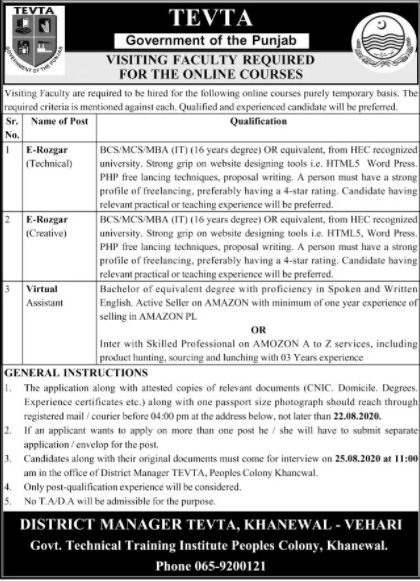 TEVTA
GOVERNMENT OF THE PUNJAB
TEVTA
Government of the Punjab
VISITING FACULTY REQUIRED
FOR THE ONLINE COURSES
Visiting Faculty are required to be hired for the following online courses purely temporary basis. The
required criteria is mentioned against each. Qualified and experienced candidate will be preferred.
Sr. No. Name of Post Qualification
1 E-Rozgar (Technical) BCS/MCS/MBA (IT) (16 years degree) OR equivalent, from HEC recognized
university. Strong grip on website designing tools i.e. HTML5 Word Press.
PHP free lancing techniques, proposal writing. A person must have a strong
profile of freelancing, preferably having a 4-star rating. Candidate having
relevant practical or teaching experience will be preferred.
2 E-Rozgar (Creative) BCS/MCS/MBA (IT) (16 years degree) OR equivalent, from HEC recognized
university. Strong grip on website designing tools i.e. HTML5, Word Press.
PHP free lancing techniques, proposal writing. A person must have a strong
profile of freelancing, preferably having a 4-star rating. Candidate having
relevant practical or teaching experience will be preferred.
3 Virtual Assistant Bachelor of equivalent degree with proficiency in Spoken and Written
English. Active Seller on AMAZON with minimum of one year experience of
selling in AMAZON PL
OR
Inter with Skilled Professional on AMOZON A to Z services, including
product hunting, sourcing and lunching with 03 Years experience
GENERAL INSTRUCTIONS
1. The application along with attested copies of relevant documents (CNIC. Domicile. Degrees.
Experience certificates etc.) along with one passport size photograph should reach through
registered mail / courier before 04:00 pm at the address below, not later than 22.08.2020.
2. If an applicant wants to apply on more than one post he / she will have to submit separate
application / envelop for the post.
3. Candidates along with their original documents must come for interview on 25.08.2020 at 11:00
am in the office of District Manager TEVTA, Peoples Colony Khancwal.
4. Only post-qualification experience will be considered.
5. No T.A/D.A will be admissible for the purpose.
DISTRICT MANAGER TEVTA, KHANEWAL - VEHARI
Govt. Technical Training Institute Peoples Colony, Khanewal.
Phone 065-9200121